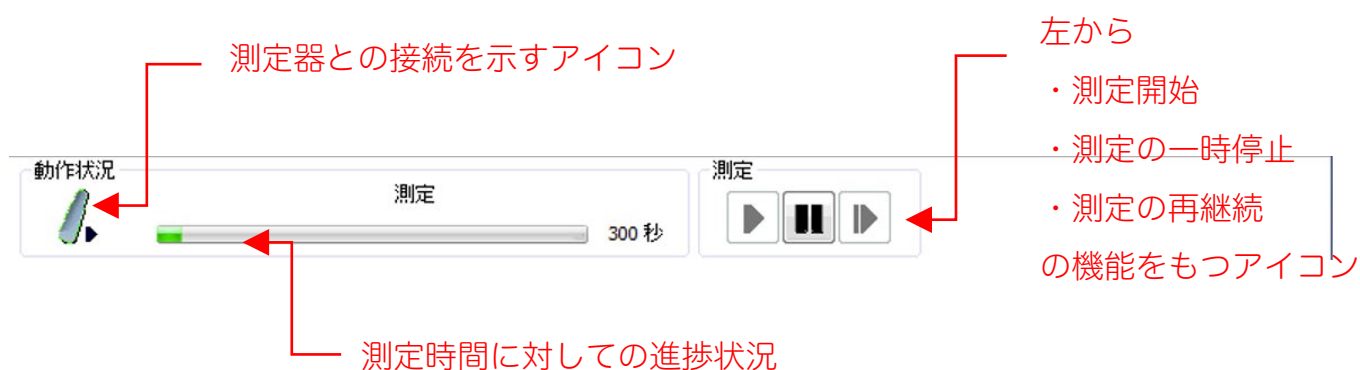 測定器との接続を示すアイコン
左から
・測定開始
・測定の一時停止
・測定の再継続
の機能をもつアイコン
動作状況
測定
300 秒
測定
測定時間に対しての進捗状況